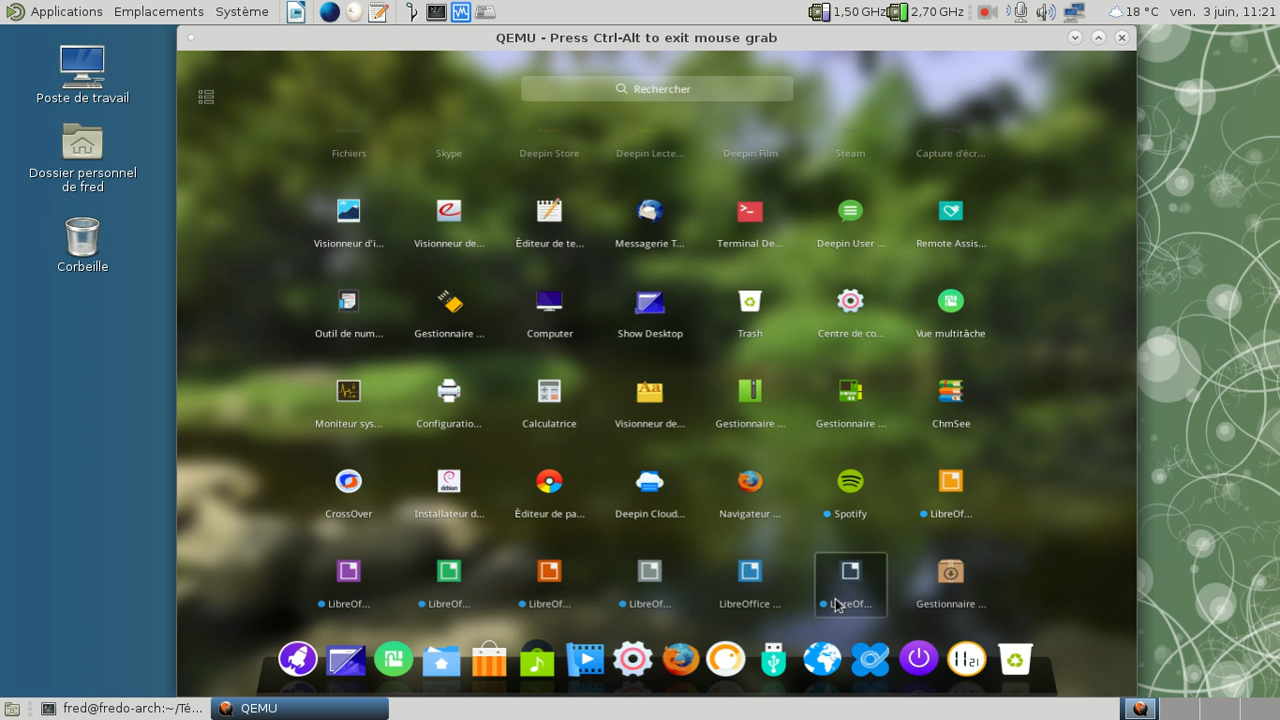 Applications Emplacements Système 1,50 GHz 2,70 GHz 18 °C ven. 3 juin, 11:21
QEMU - Press Ctrl-Alt to exit mouse grab
Poste de travail
Dossier personnel
de fred
Corbeille
Rechercher
Fichiers Skype Deepin Store Deepin Lecte... Deepin Film Steam Capture d'écr...
Visionneur d'i... Visionneur de... Éditeur de te... Messagerie T... Terminal De... Deepin User ... Remote Assis...
Outil de num... Gestionnaire ... Computer Show Desktop Trash Centre de co... Vue multitâche
Moniteur sys... Configuratio... Calculatrice Visionneur de... Gestionnaire ... Gestionnaire ... ChmSee
CrossOver debian Installateur d... Éditeur de pa... Deepin Cloud... Navigateur ... Spotify LibreOf...
LibreOf... LibreOf... LibreOf... LibreOf... LibreOffice ... LibreOf... Gestionnaire ...
11 21
fred@fredo-arch:~/Té... QEMU